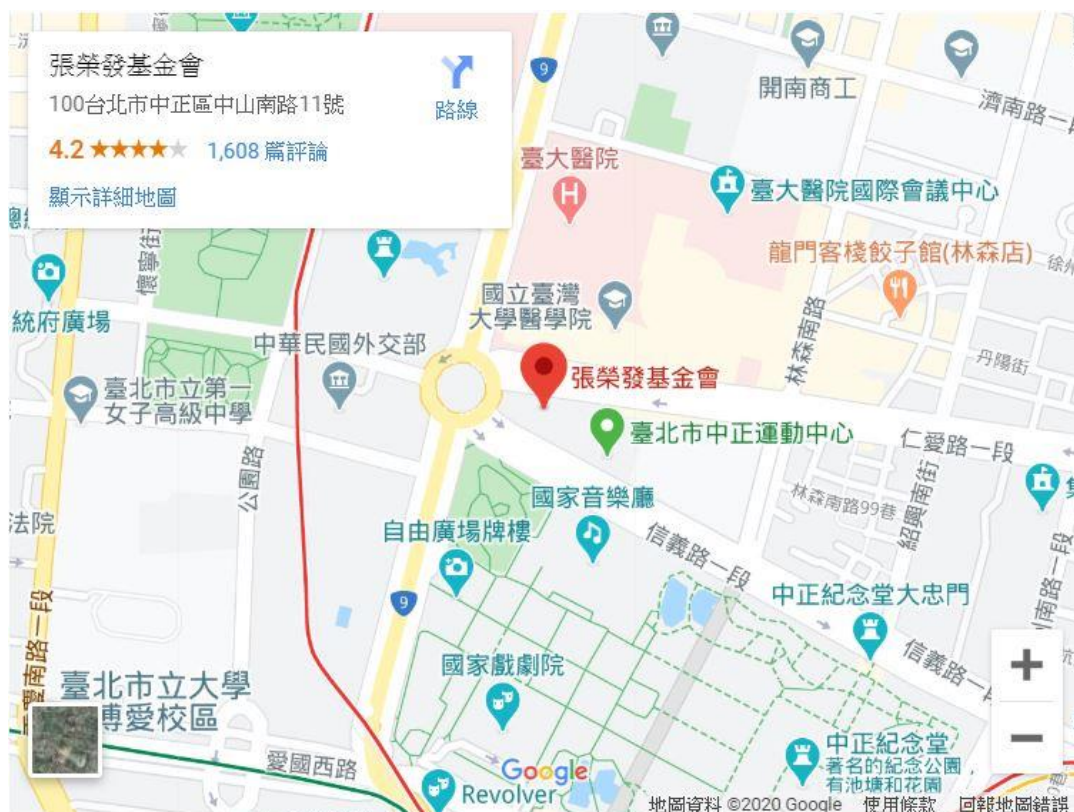 張榮發基金會
100台北市中正區中山南路11號
路線
4.2
1,608 篇評論
顯示詳細地圖
9
開南商工
濟南路一段
臺大醫院
H
臺大醫院國際會議中心
龍門客棧餃子館(林森店)
徐州
懷寧街
統府廣場
國立臺灣
大學醫學院
林森南路
丹陽街
中華民國外交部
臺北市立第一
女子高級中學
張榮發基金會
臺北市中正運動中心
仁愛路一段
公園路
林森南路99巷
紹興南街
法院
國家音樂廳
自由廣場牌樓
信義路一段
9
中正紀念堂大忠門
信義路一段
國家戲劇院
臺北市立大學
博愛校區
愛國西路
中正紀念堂
著名的紀念公園,
有池塘和花園
Google
Revolver
地圖資料 ©2020 Google
使用條款
回報地圖錯誤